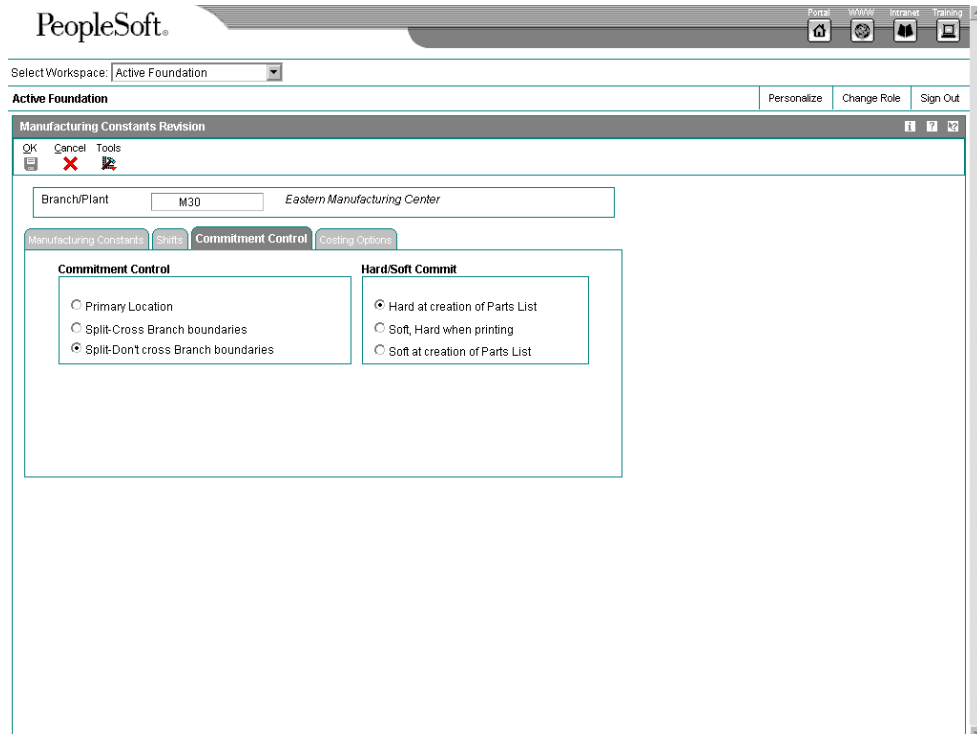 PeopleSoft®
Portal WWW Intranet Training
Select Workspace: Active Foundation
Active Foundation Personalize Change Role Sign Out
Manufacturing Constants Revision i ?
OK Cancel Tools
Branch/Plant M30 Eastern Manufacturing Center
Manufacturing Constants Shifts Commitment Control Costing Options
Commitment Control Hard/Soft Commit
Primary Location Hard at creation of Parts List
Split-Cross Branch boundaries Soft, Hard when printing
Split-Don't cross Branch boundaries Soft at creation of Parts List